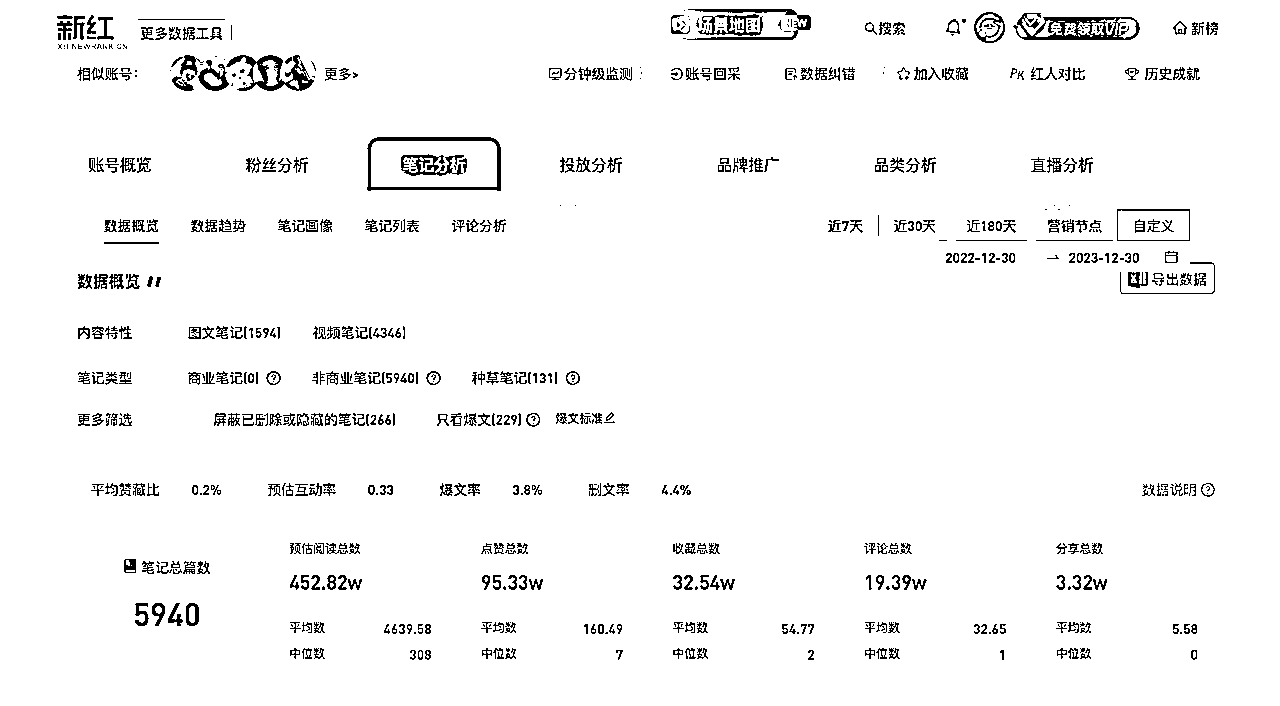 新红
XH.NEWRANK.CN
更多数据工具
场景地图 NEW
搜索
免费领取VIP
新榜
相似账号：
更多>
分钟级监测
账号回采
数据纠错
加入收藏
PK 红人对比
历史成就
账号概览 粉丝分析 笔记分析 投放分析 品牌推广 品类分析 直播分析
数据概览 数据趋势 笔记画像 笔记列表 评论分析
近7天 近30天 近180天 营销节点 自定义
2022-12-30 → 2023-12-30
数据概览
导出数据
内容特性 图文笔记(1594) 视频笔记(4346)
笔记类型 商业笔记(0) 非商业笔记(5940) 种草笔记(131)
更多筛选 屏蔽已删除或隐藏的笔记(266) 只看爆文(229) 爆文标准
平均赞藏比 0.2% 预估互动率 0.33 爆文率 3.8% 删文率 4.4% 数据说明
笔记总篇数
5940
预估阅读总数 点赞总数 收藏总数 评论总数 分享总数
452.82w 95.33w 32.54w 19.39w 3.32w
平均数 4639.58 平均数 160.49 平均数 54.77 平均数 32.65 平均数 5.58
中位数 308 中位数 7 中位数 2 中位数 1 中位数 0